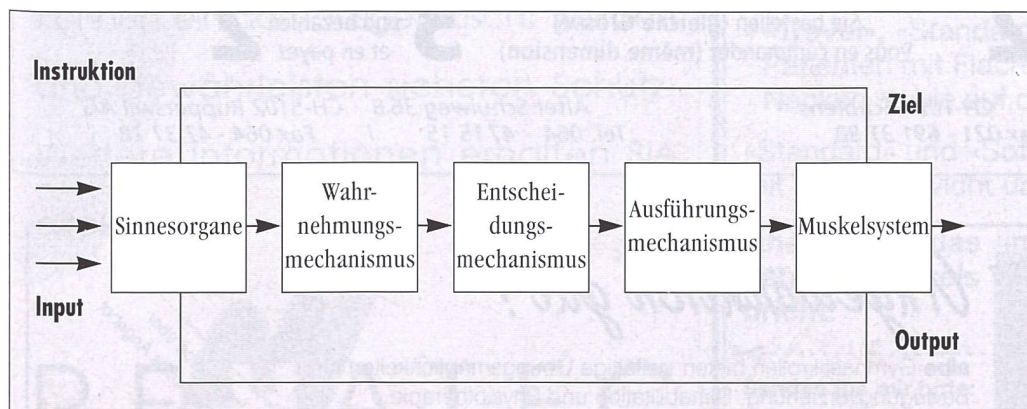 Instruktion
Ziel
Sinnesorgane
Wahr-
nehmungs-
mechanismus
Entschei-
dungs-
mechanismus
Ausführungs-
mechanismus
Muskelsystem
Input
Output